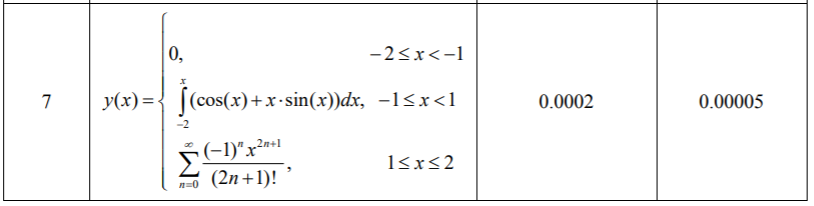 7
y(x) = { 0, −2 ≤ x < −1
∫_{−2}^{x} (cos(x) + x·sin(x))dx, −1 ≤ x < 1
∑_{n=0}^{∞} (−1)^n x^{2n+1} / (2n+1)!, 1 ≤ x ≤ 2
0.0002
0.00005